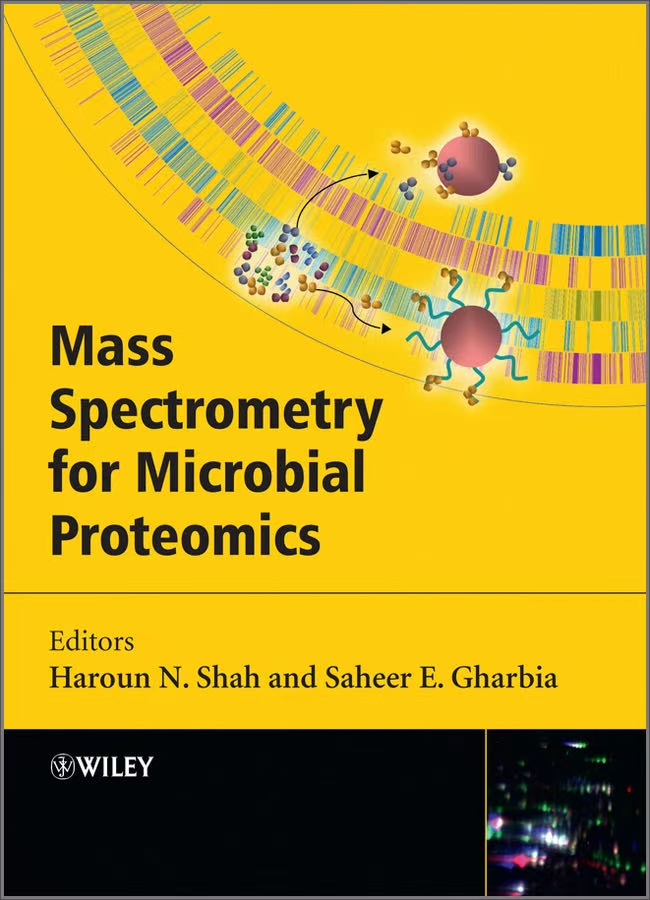 Mass
Spectrometry
for Microbial
Proteomics
Editors
Haroun N. Shah and Saheer E. Gharbia
WILEY